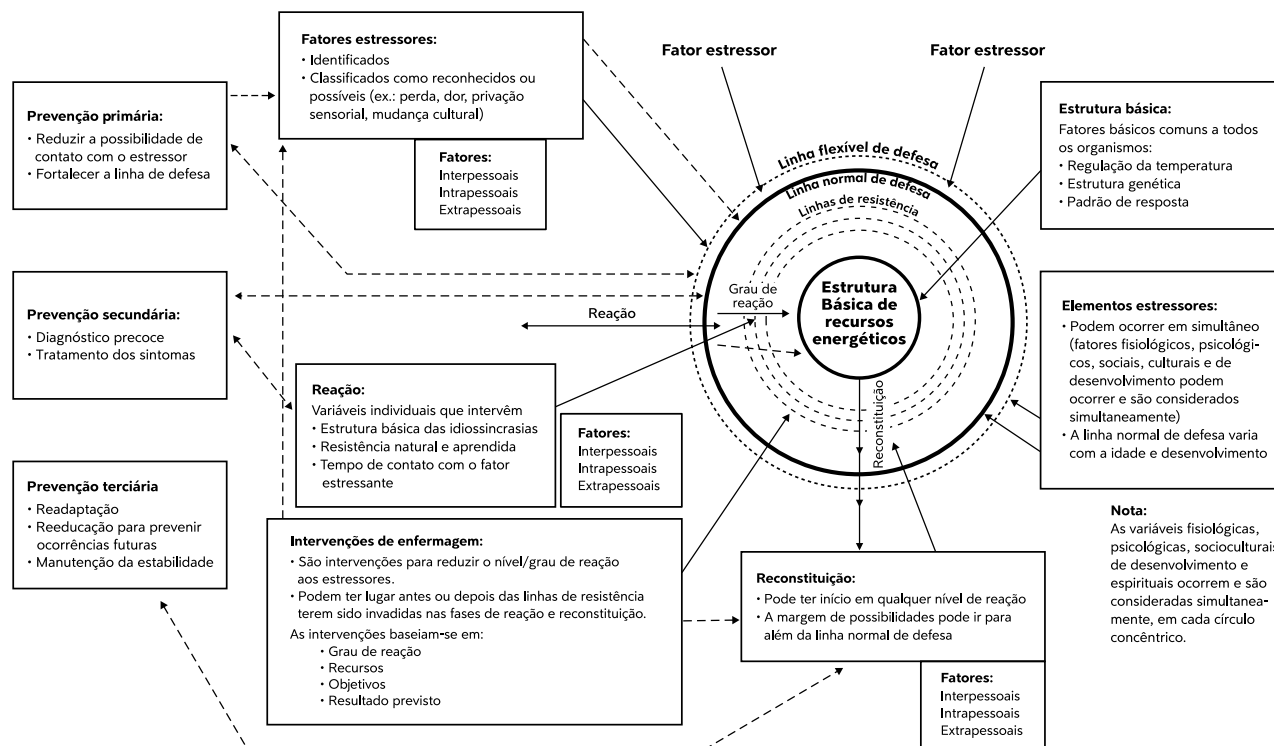 Fatores estressores:
• Identificados
• Classificados como reconhecidos ou
possíveis (ex.: perda, dor, privação
sensorial, mudança cultural)
Fatores:
Interpessoais
Intrapessoais
Extrapessoais
Fator estressor
Fator estressor
Prevenção primária:
• Reduzir a possibilidade de
contato com o estressor
• Fortalecer a linha de defesa
Prevenção secundária:
• Diagnóstico precoce
• Tratamento dos sintomas
Prevenção terciária
• Readaptação
• Reeducação para prevenir
ocorrências futuras
• Manutenção da estabilidade
Linha flexível de defesa
Linha normal de defesa
Linhas de resistência
Grau de
reação
Estrutura
Básica de
recursos
energéticos
Reação
Reconstituição
Reação:
Variáveis individuais que intervêm
• Estrutura básica das idiossincrasias
• Resistência natural e aprendida
• Tempo de contato com o fator
estressante
Fatores:
Interpessoais
Intrapessoais
Extrapessoais
Intervenções de enfermagem:
• São intervenções para reduzir o nível/grau de reação
aos estressores.
• Podem ter lugar antes ou depois das linhas de resistência
terem sido invadidas nas fases de reação e reconstituição.
As intervenções baseiam-se em:
• Grau de reação
• Recursos
• Objetivos
• Resultado previsto
Reconstituição:
• Pode ter início em qualquer nível de reação
• A margem de possibilidades pode ir para
além da linha normal de defesa
Fatores:
Interpessoais
Intrapessoais
Extrapessoais
Estrutura básica:
Fatores básicos comuns a todos
os organismos:
• Regulação da temperatura
• Estrutura genética
• Padrão de resposta
Elementos estressores:
• Podem ocorrer em simultâneo
(fatores fisiológicos, psicológi-
cos, sociais, culturais e de
desenvolvimento podem
ocorrer e são considerados
simultaneamente)
• A linha normal de defesa varia
com a idade e desenvolvimento
Nota:
As variáveis fisiológicas,
psicológicas, socioculturais
de desenvolvimento e
espirituais ocorrem e são
consideradas simultanea-
mente, em cada círculo
concêntrico.